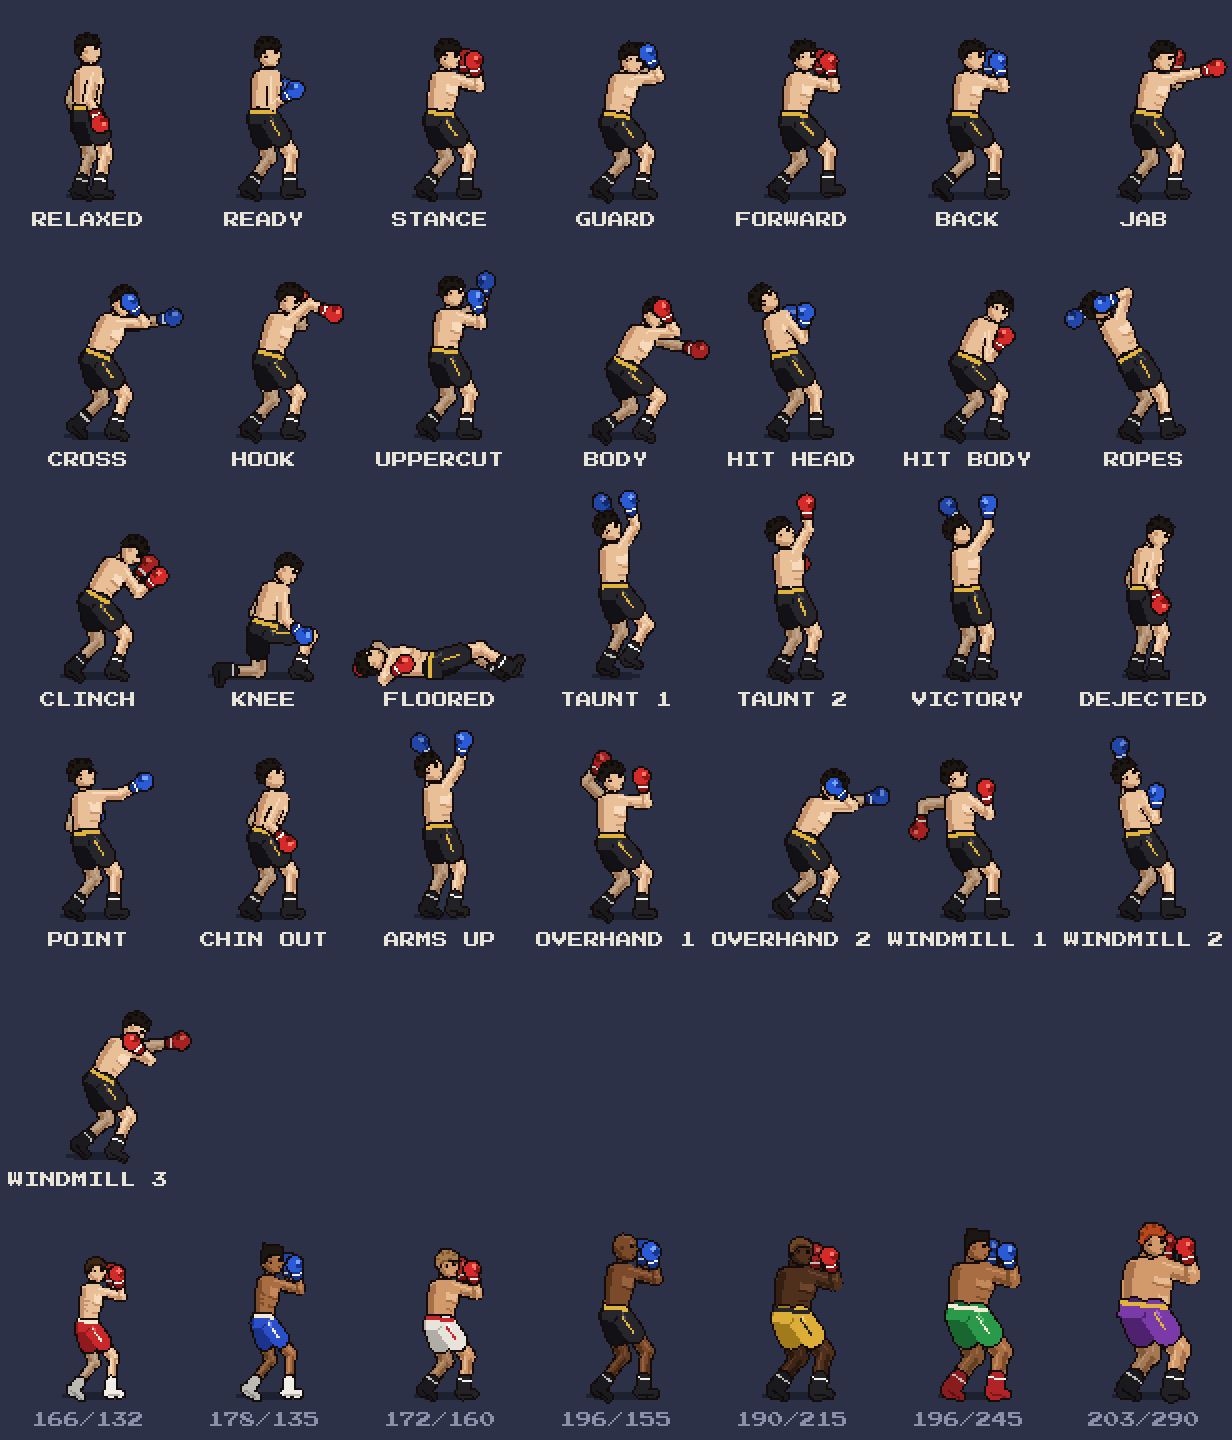 RELAXED READY STANCE GUARD FORWARD BACK JAB
CROSS HOOK UPPERCUT BODY HIT HEAD HIT BODY ROPES
CLINCH KNEE FLOORED TAUNT 1 TAUNT 2 VICTORY DEJECTED
POINT CHIN OUT ARMS UP OVERHAND 1 OVERHAND 2 WINDMILL 1 WINDMILL 2
WINDMILL 3
166/132 178/135 172/160 196/155 190/215 196/245 203/290